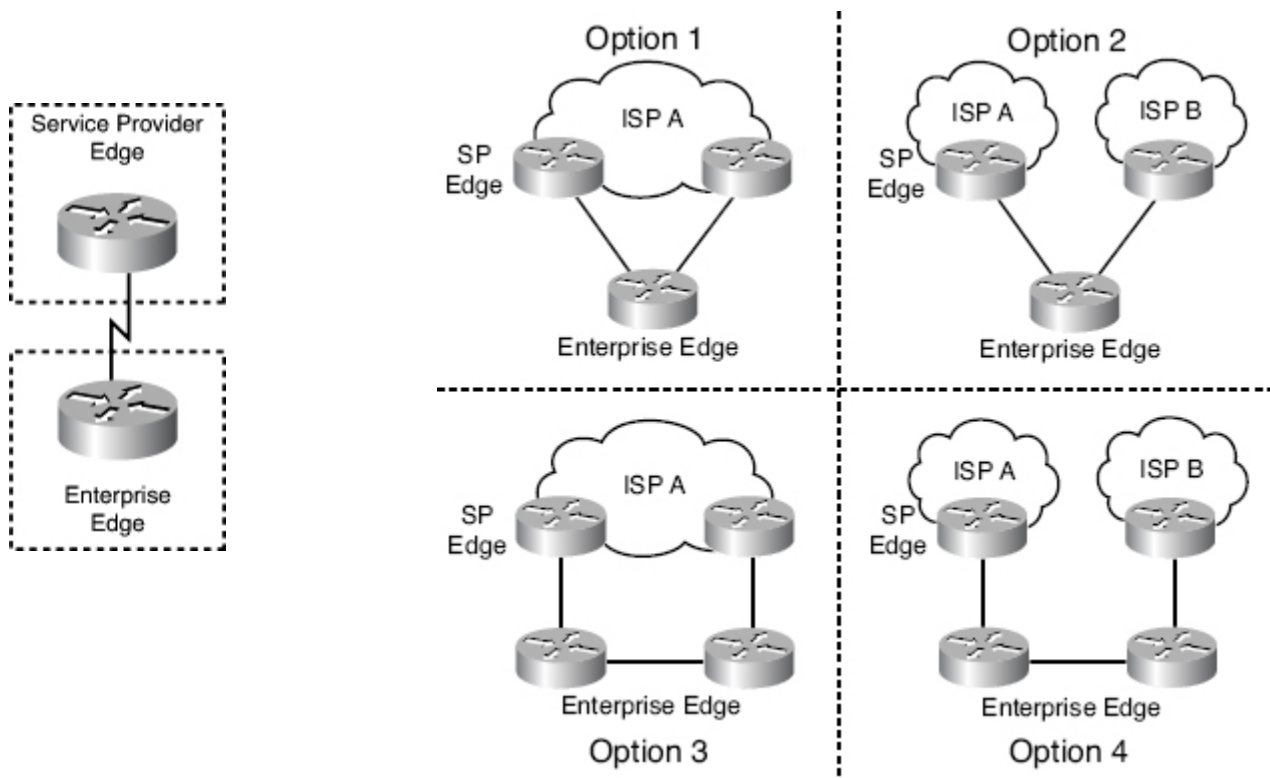 Service Provider
Edge
Enterprise
Edge
Option 1
ISP A
SP
Edge
Enterprise Edge
Option 2
ISP A
ISP B
SP
Edge
Enterprise Edge
ISP A
SP
Edge
Enterprise Edge
Option 3
ISP A
ISP B
SP
Edge
Enterprise Edge
Option 4